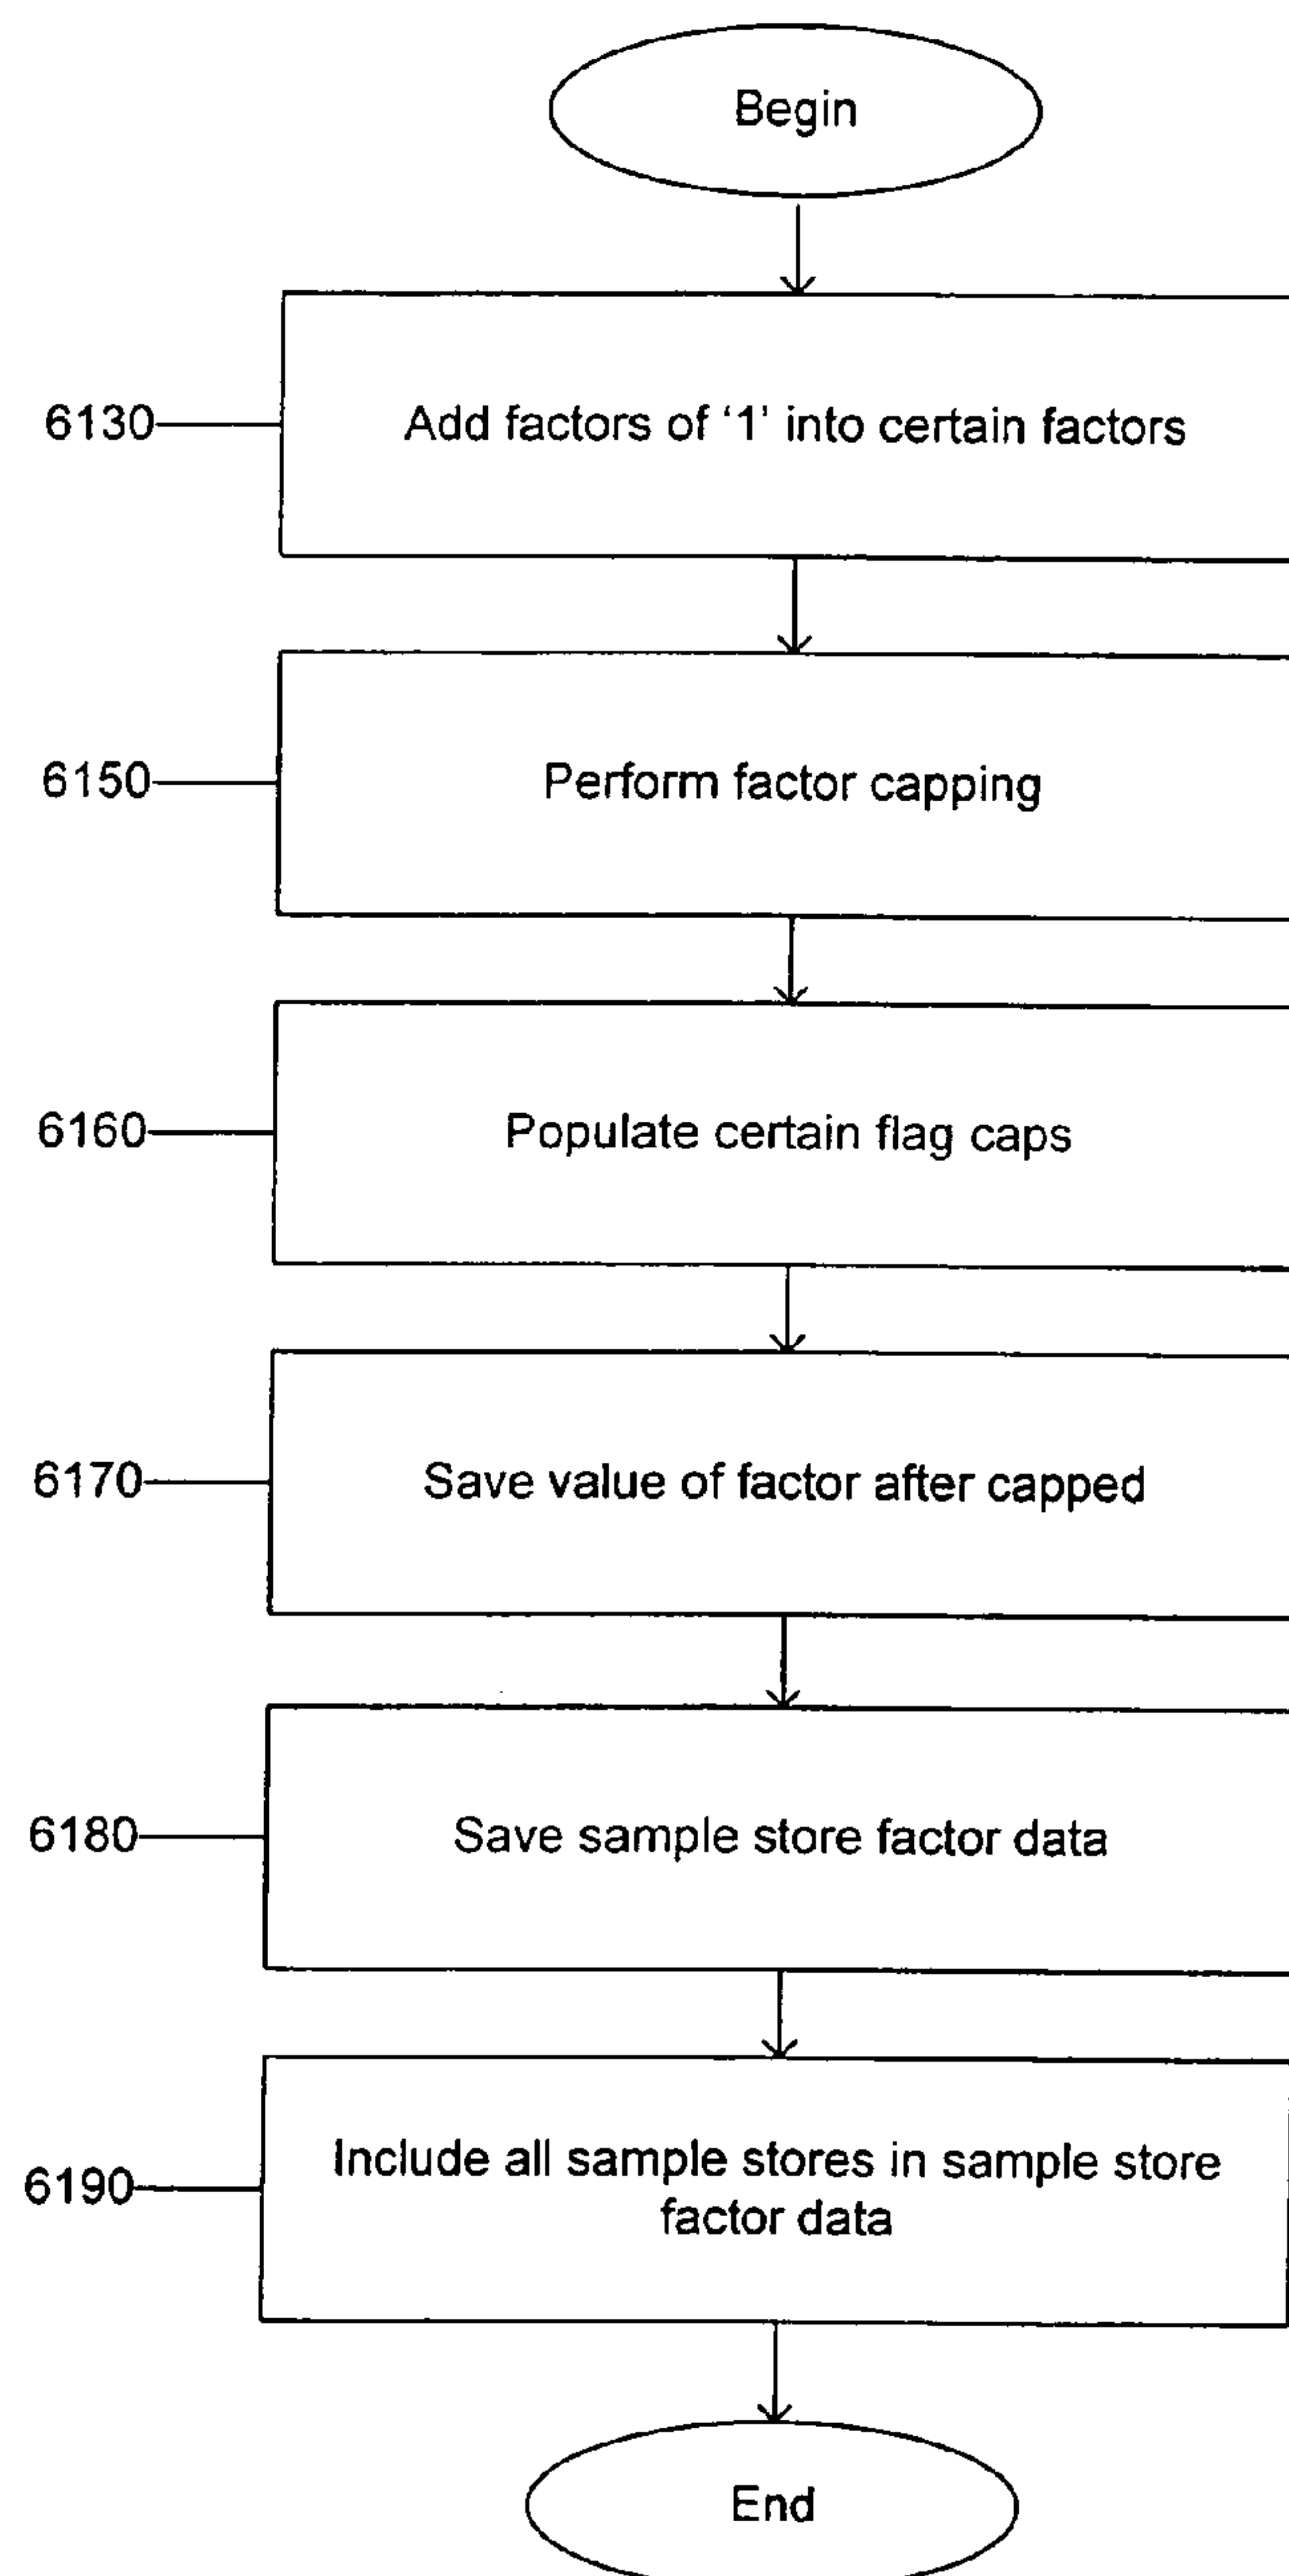 Begin
6130
Add factors of ‘1’ into certain factors
6150
Perform factor capping
6160
Populate certain flag caps
6170
Save value of factor after capped
6180
Save sample store factor data
6190
Include all sample stores in sample store
factor data
End